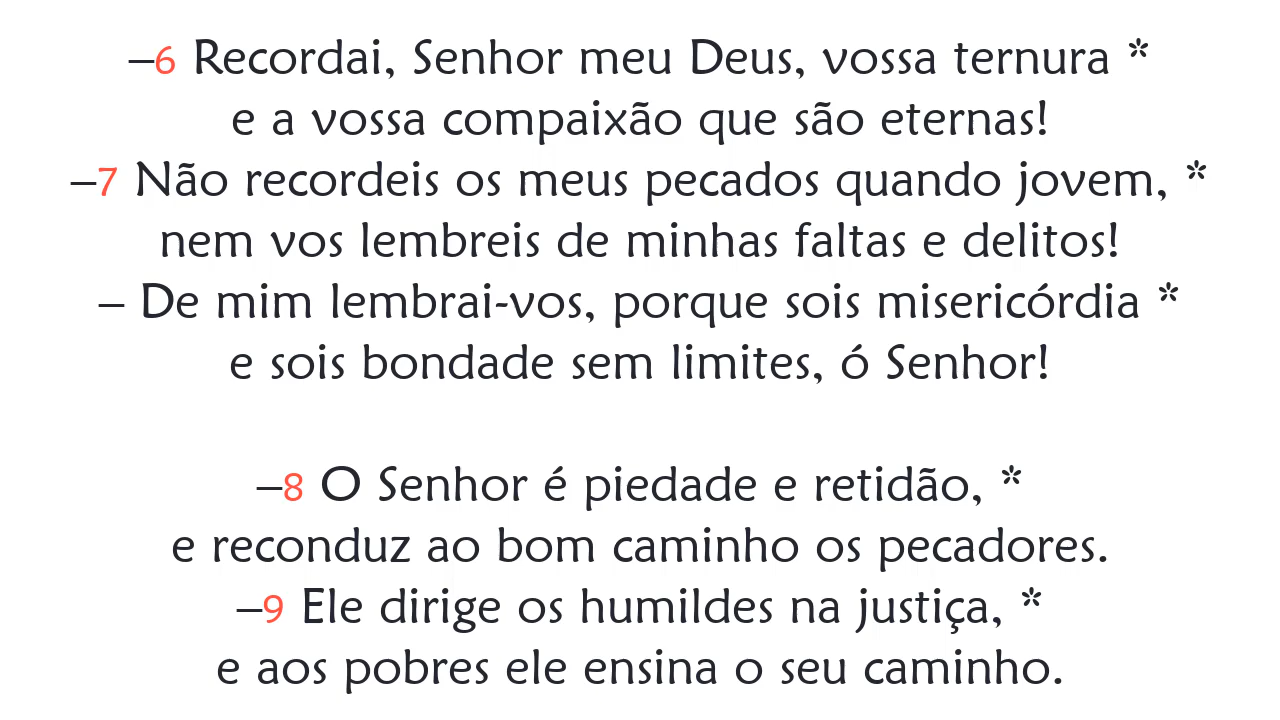 –6 Recordai, Senhor meu Deus, vossa ternura *
e a vossa compaixão que são eternas!
–7 Não recordeis os meus pecados quando jovem, *
nem vos lembreis de minhas faltas e delitos!
– De mim lembrai-vos, porque sois misericórdia *
e sois bondade sem limites, ó Senhor!
–8 O Senhor é piedade e retidão, *
e reconduz ao bom caminho os pecadores.
–9 Ele dirige os humildes na justiça, *
e aos pobres ele ensina o seu caminho.